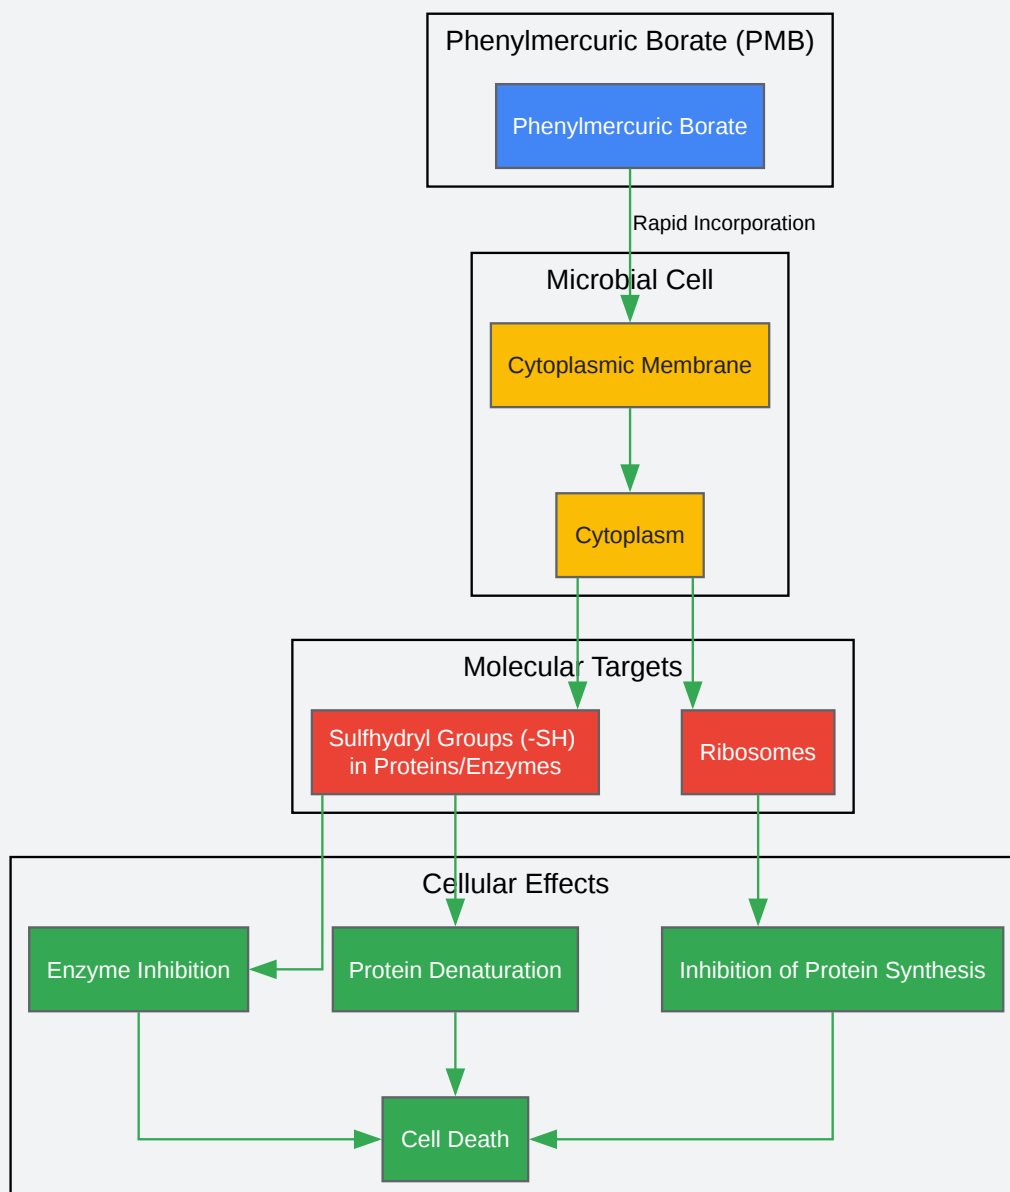 Phenylmercuric Borate (PMB)
Phenylmercuric Borate
Rapid Incorporation
Microbial Cell
Cytoplasmic Membrane
Cytoplasm
Molecular Targets
Sulfhydryl Groups (-SH)
in Proteins/Enzymes
Ribosomes
Cellular Effects
Enzyme Inhibition
Protein Denaturation
Inhibition of Protein Synthesis
Cell Death